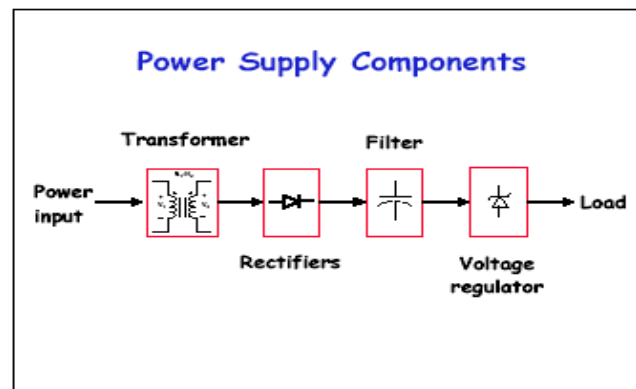 Power Supply Components
Transformer
Filter
Power
input
Load
Rectifiers
Voltage
regulator